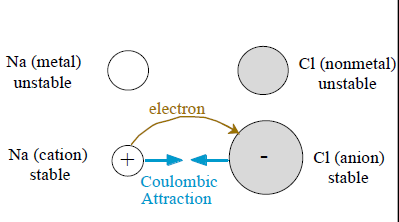 Na (metal)
unstable
Cl (nonmetal)
unstable
electron
Na (cation)
stable
+
-
Cl (anion)
stable
Coulombic
Attraction